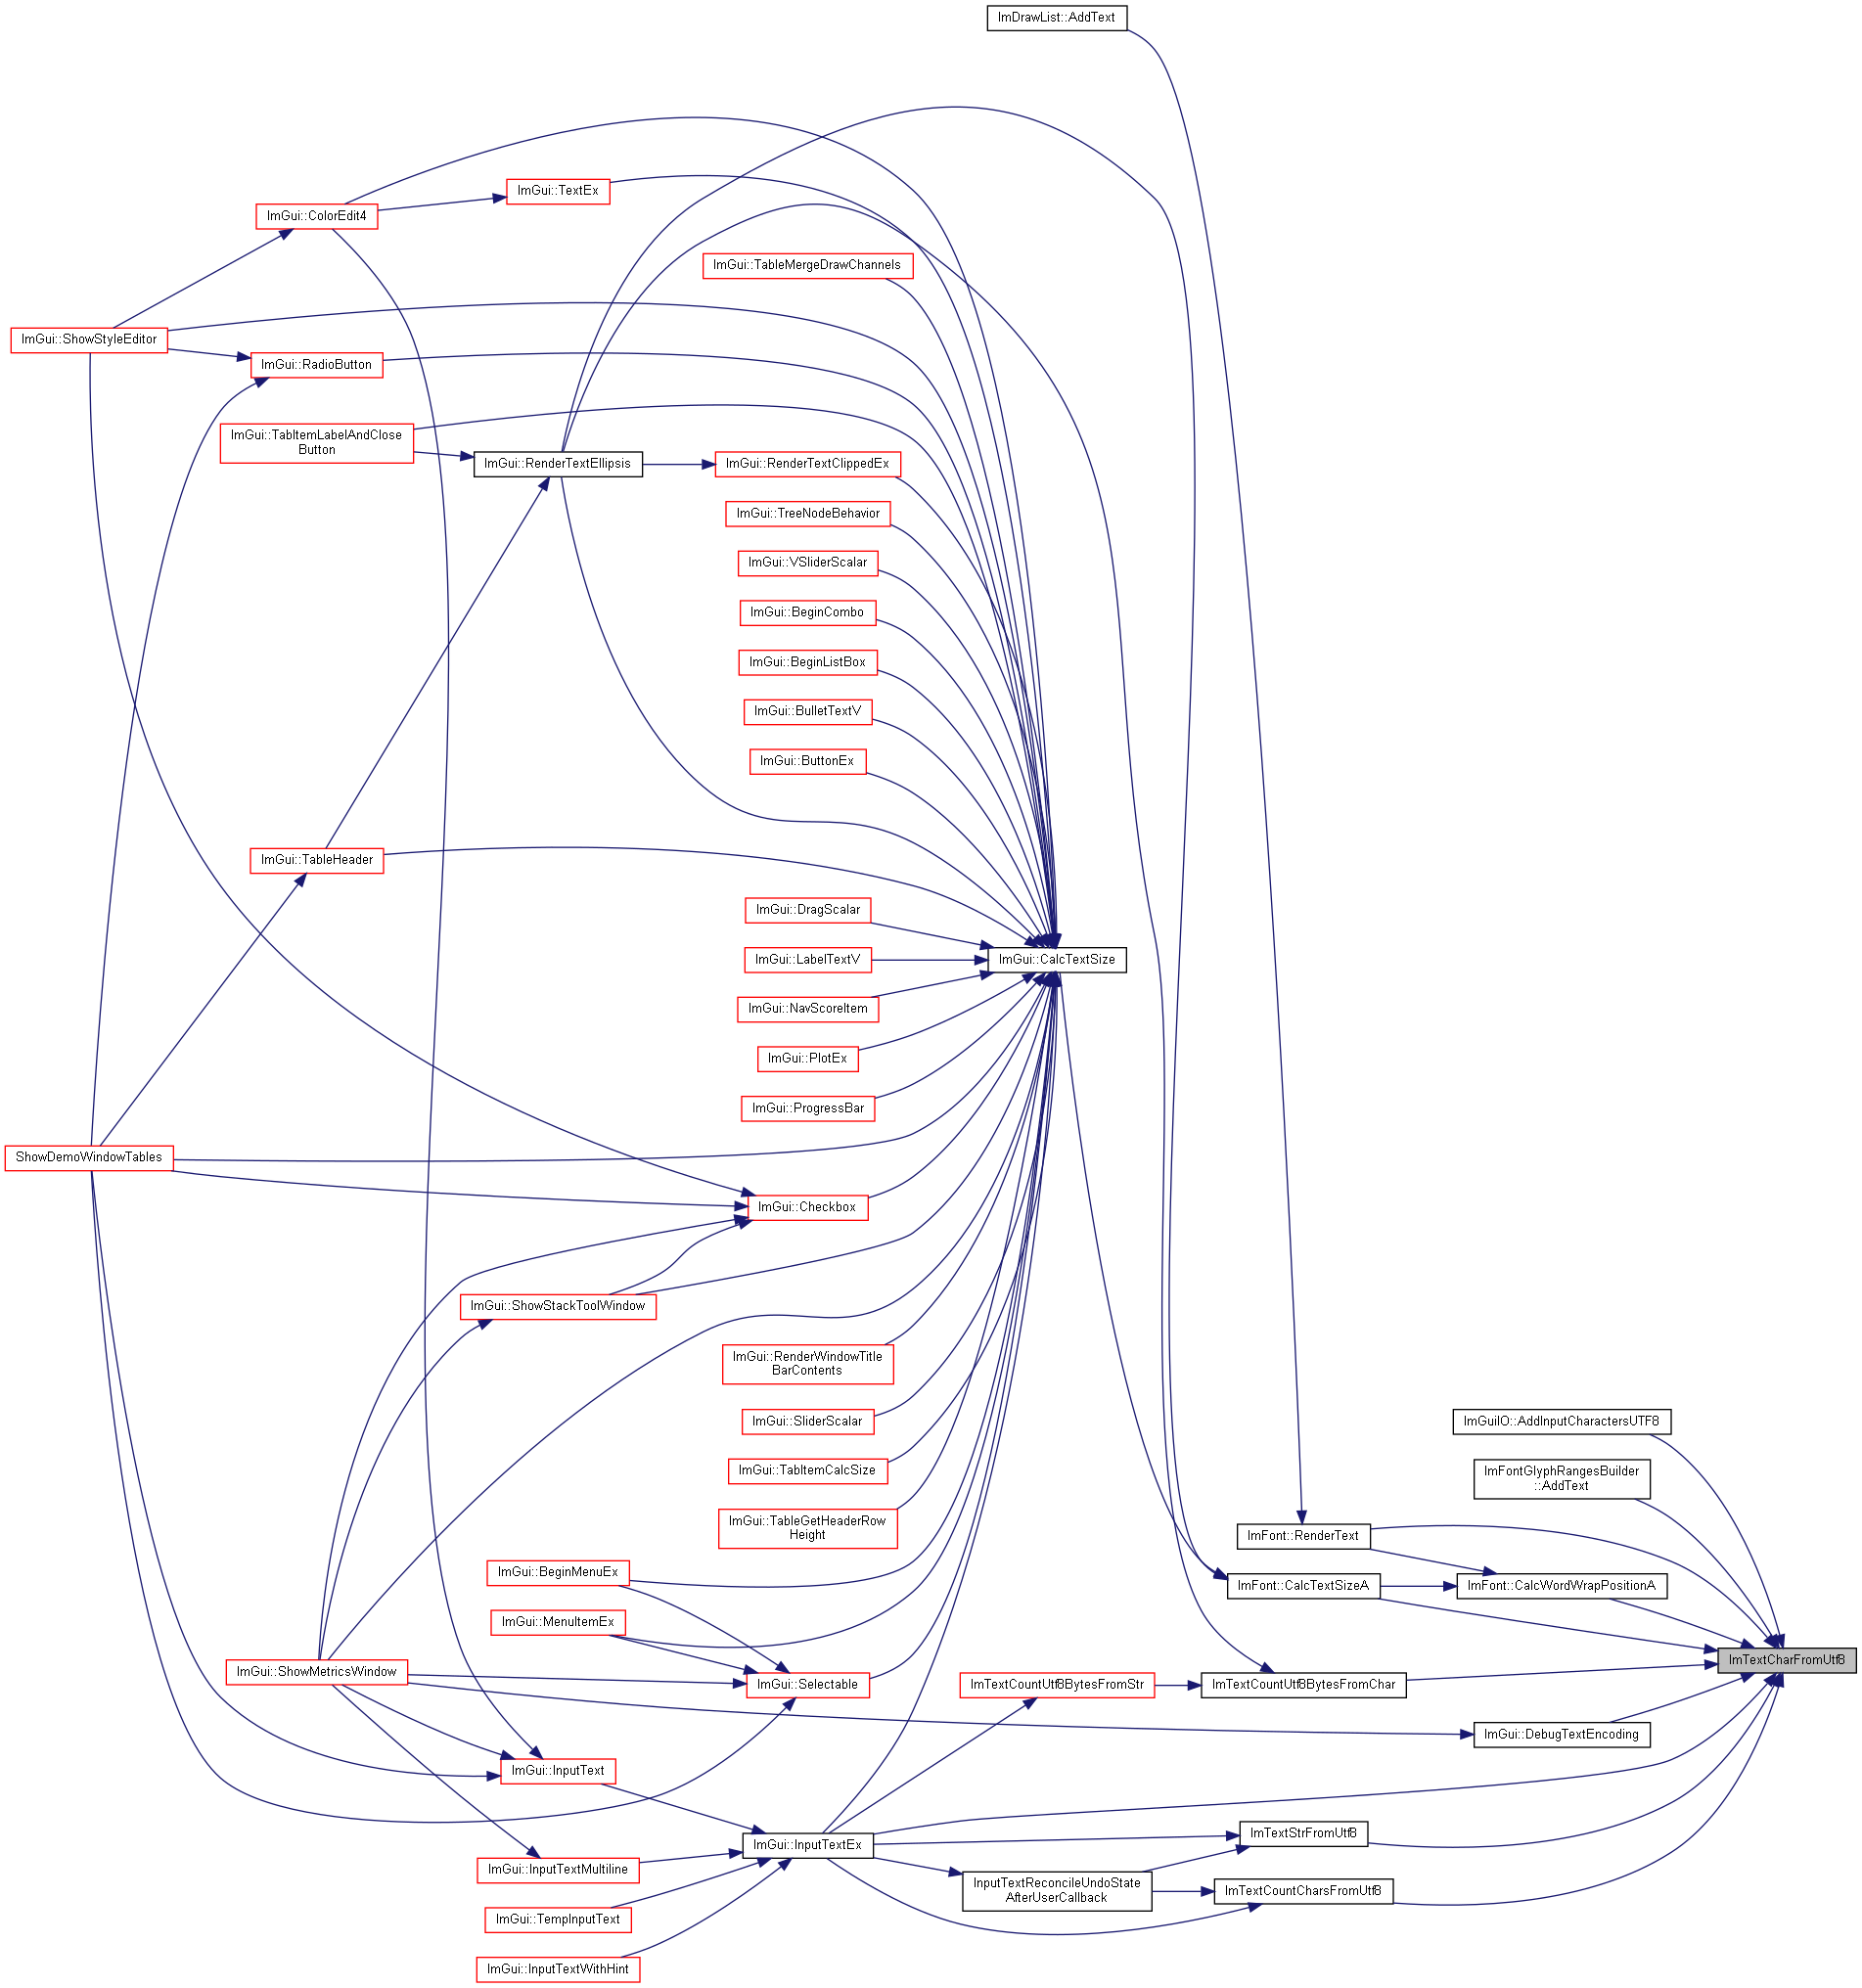 ImDrawList::AddText
ImGui::TextEx
ImGui::ColorEdit4
ImGui::TableMergeDrawChannels
ImGui::ShowStyleEditor
ImGui::RadioButton
ImGui::TabItemLabelAndClose
Button
ImGui::RenderTextEllipsis
ImGui::RenderTextClippedEx
ImGui::TreeNodeBehavior
ImGui::VSliderScalar
ImGui::BeginCombo
ImGui::BeginListBox
ImGui::BulletTextV
ImGui::ButtonEx
ImGui::TableHeader
ImGui::DragScalar
ImGui::LabelTextV
ImGui::CalcTextSize
ImGui::NavScoreItem
ImGui::PlotEx
ImGui::ProgressBar
ShowDemoWindowTables
ImGui::Checkbox
ImGui::ShowStackToolWindow
ImGui::RenderWindowTitle
BarContents
ImGui::SliderScalar
ImGuiIO::AddInputCharactersUTF8
ImGui::TabItemCalcSize
ImFontGlyphRangesBuilder
::AddText
ImGui::TableGetHeaderRow
Height
ImFont::RenderText
ImGui::BeginMenuEx
ImFont::CalcTextSizeA
ImFont::CalcWordWrapPositionA
ImGui::MenuItemEx
ImGui::ShowMetricsWindow
ImGui::Selectable
ImTextCountUtf8BytesFromStr
ImTextCountUtf8BytesFromChar
ImTextCharFromUtf8
ImGui::DebugTextEncoding
ImGui::InputText
ImGui::InputTextEx
ImTextStrFromUtf8
ImGui::InputTextMultiline
InputTextReconcileUndoState
AfterUserCallback
ImTextCountCharsFromUtf8
ImGui::TempInputText
ImGui::InputTextWithHint